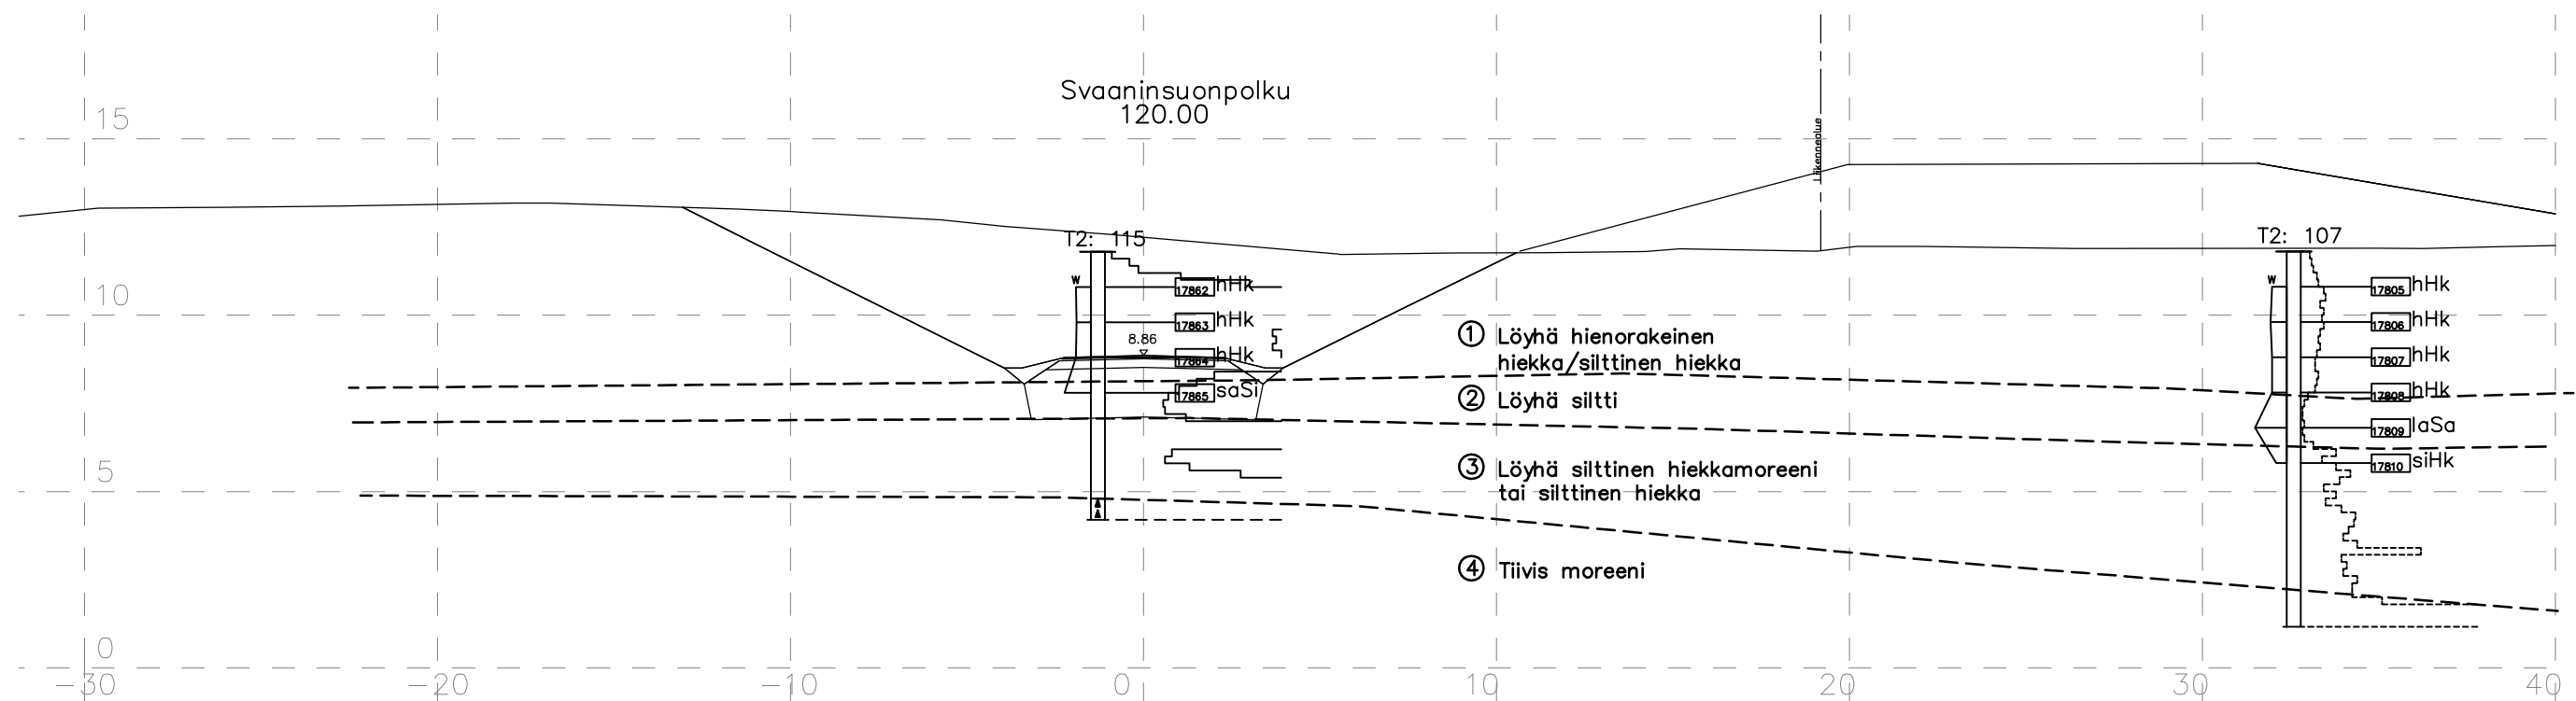 Svaaninsuonpolku
120.00
15
Liikennealue
T2: 115
T2: 107
W
17862 hHk
W
17805 hHk
10
17863 hHk
17806 hHk
8.86
① Löyhä hienorakeinen
hiekka/silttinen hiekka
17864 hHk
17807 hHk
17865 saSi
17808 hHk
② Löyhä siltti
17809 laSa
5
③ Löyhä silttinen hiekkamoreeni
tai silttinen hiekka
17810 siHk
④ Tiivis moreeni
0
-30 -20 -10 0 10 20 30 40